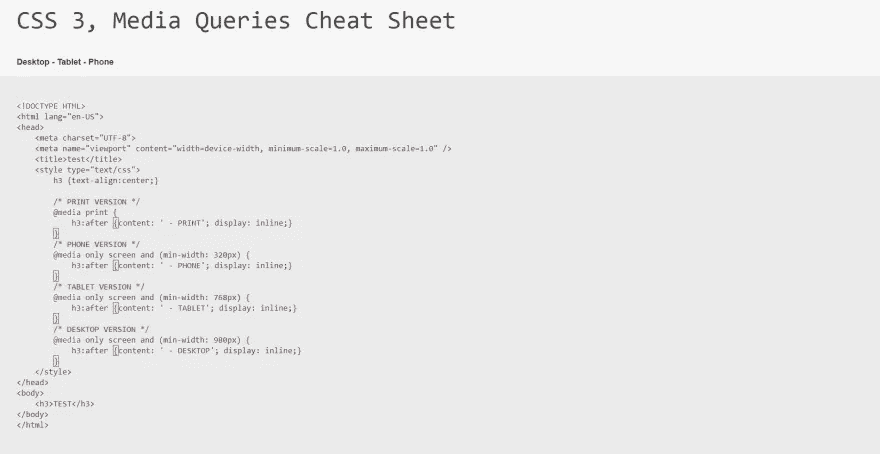 CSS 3, Media Queries Cheat Sheet
Desktop - Tablet - Phone
<!DOCTYPE HTML>
<html lang="en-US">
<head>
    <meta charset="UTF-8">
    <meta name="viewport" content="width=device-width, minimum-scale=1.0, maximum-scale=1.0" />
    <title>test</title>
    <style type="text/css">
        h3 {text-align:center;}
        /* PRINT VERSION */
        @media print {
            h3:after {content: ' - PRINT'; display: inline;}
        }
        /* PHONE VERSION */
        @media only screen and (min-width: 320px) {
            h3:after {content: ' - PHONE'; display: inline;}
        }
        /* TABLET VERSION */
        @media only screen and (min-width: 768px) {
            h3:after {content: ' - TABLET'; display: inline;}
        }
        /* DESKTOP VERSION */
        @media only screen and (min-width: 980px) {
            h3:after {content: ' - DESKTOP'; display: inline;}
        }
    </style>
</head>
<body>
    <h3>TEST</h3>
</body>
</html>